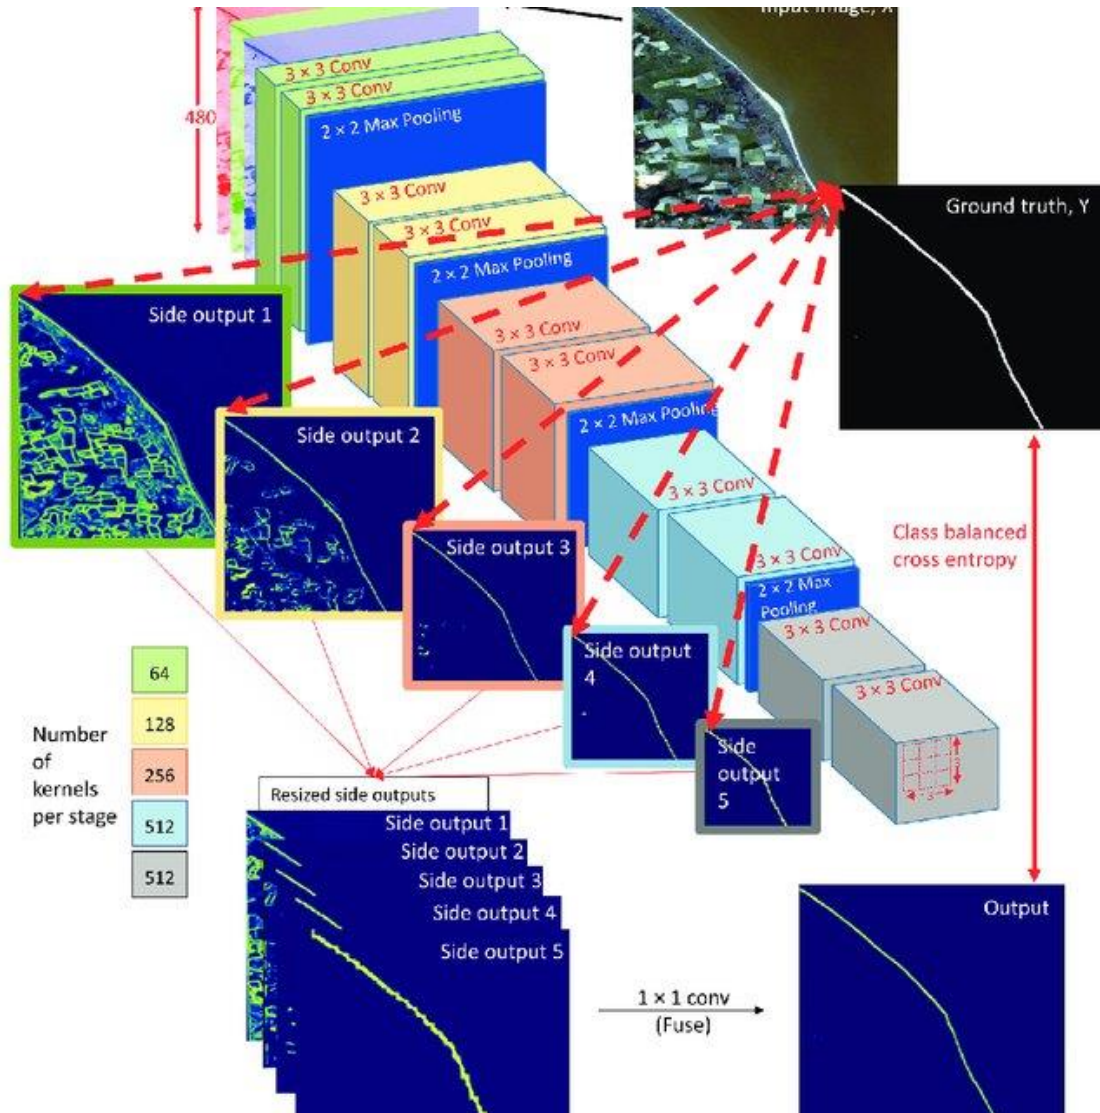 Input image, X
480
3 × 3 Conv
3 × 3 Conv
2 × 2 Max Pooling
3 × 3 Conv
3 × 3 Conv
2 × 2 Max Pooling
Ground truth, Y
Side output 1
3 × 3 Conv
3 × 3 Conv
2 × 2 Max Pooling
Side output 2
3 × 3 Conv
3 × 3 Conv
2 × 2 Max
Pooling
Class balanced
cross entropy
Side output 3
3 × 3 Conv
3 × 3 Conv
Side output
4
Side
output
5
3
3
Number
of
kernels
per stage
64
128
256
512
512
Resized side outputs
Side output 1
Side output 2
Side output 3
Side output 4
Side output 5
1 × 1 conv
(Fuse)
Output